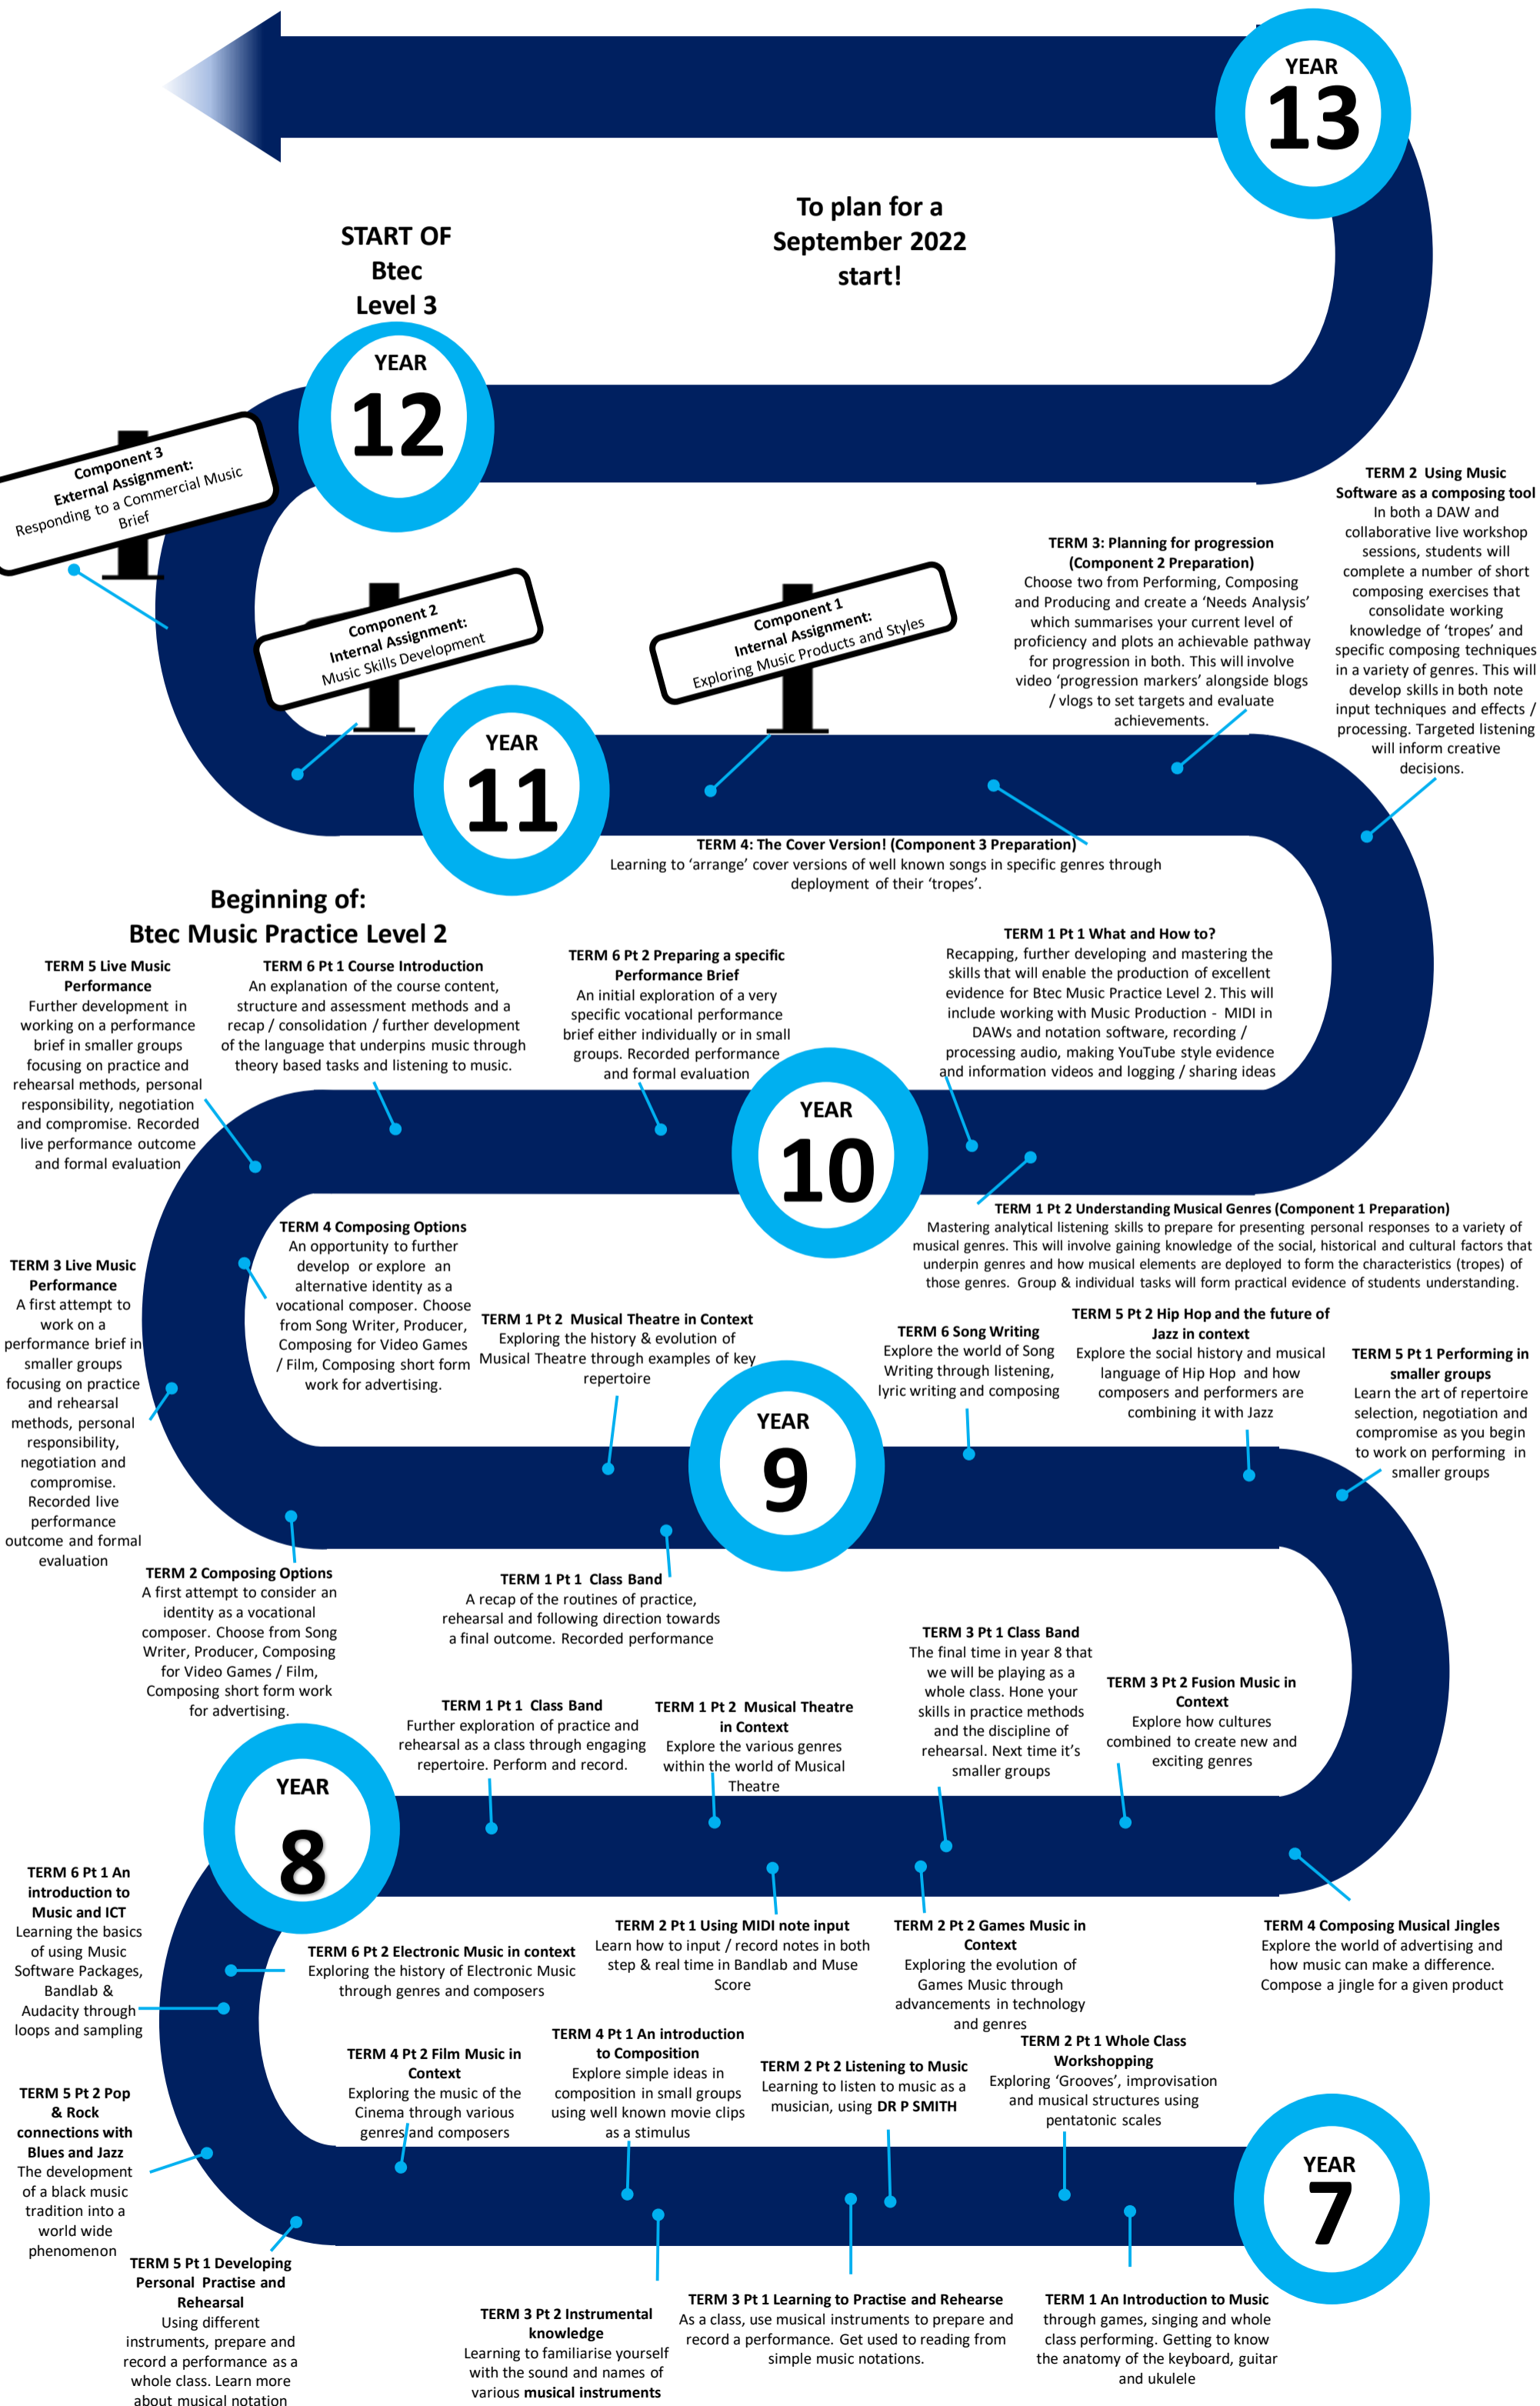 YEAR
13
To plan for a
September 2022
start!
START OF
Btec
Level 3
YEAR
12
Component 3
External Assignment:
Responding to a Commercial Music
Brief
TERM 2  Using Music
Software as a composing tool
In both a DAW and
collaborative live workshop
sessions, students will
complete a number of short
composing exercises that
consolidate working
knowledge of ‘tropes’ and
specific composing techniques
in a variety of genres. This will
develop skills in both note
input techniques and effects /
processing. Targeted listening
will inform creative
decisions.
TERM 3: Planning for progression
(Component 2 Preparation)
Choose two from Performing, Composing
and Producing and create a ‘Needs Analysis’
which summarises your current level of
proficiency and plots an achievable pathway
for progression in both. This will involve
video ‘progression markers’ alongside blogs
/ vlogs to set targets and evaluate
achievements.
Component 2
Internal Assignment:
Music Skills Development
Component 1
Internal Assignment:
Exploring Music Products and Styles
YEAR
11
TERM 4: The Cover Version! (Component 3 Preparation)
Learning to ‘arrange’ cover versions of well known songs in specific genres through
deployment of their ‘tropes’.
Beginning of:
Btec Music Practice Level 2
TERM 5 Live Music
Performance
Further development in
working on a performance
brief in smaller groups
focusing on practice and
rehearsal methods, personal
responsibility, negotiation
and compromise. Recorded
live performance outcome
and formal evaluation
TERM 6 Pt 1 Course Introduction
An explanation of the course content,
structure and assessment methods and a
recap / consolidation / further development
of the language that underpins music through
theory based tasks and listening to music.
TERM 6 Pt 2 Preparing a specific
Performance Brief
An initial exploration of a very
specific vocational performance
brief either individually or in small
groups. Recorded performance
and formal evaluation
TERM 1 Pt 1 What and How to?
Recapping, further developing and mastering the
skills that will enable the production of excellent
evidence for Btec Music Practice Level 2. This will
include working with Music Production -  MIDI in
DAWs and notation software, recording /
processing audio, making YouTube style evidence
and information videos and logging / sharing ideas
YEAR
10
TERM 1 Pt 2 Understanding Musical Genres (Component 1 Preparation)
Mastering analytical listening skills to prepare for presenting personal responses to a variety of
musical genres. This will involve gaining knowledge of the social, historical and cultural factors that
underpin genres and how musical elements are deployed to form the characteristics (tropes) of
those genres.  Group & individual tasks will form practical evidence of students understanding.
TERM 4 Composing Options
An opportunity to further
develop  or explore  an
alternative identity as a
vocational composer. Choose
from Song Writer, Producer,
Composing for Video Games
/ Film, Composing short form
work for advertising.
TERM 3 Live Music
Performance
A first attempt to
work on a
performance brief in
smaller groups
focusing on practice
and rehearsal
methods, personal
responsibility,
negotiation and
compromise.
Recorded live
performance
outcome and formal
evaluation
TERM 1 Pt 2  Musical Theatre in Context
Exploring the history & evolution of
Musical Theatre through examples of key
repertoire
YEAR
9
TERM 6 Song Writing
Explore the world of Song
Writing through listening,
lyric writing and composing
TERM 5 Pt 2 Hip Hop and the future of
Jazz in context
Explore the social history and musical
language of Hip Hop  and how
composers and performers are
combining it with Jazz
TERM 5 Pt 1 Performing in
smaller groups
Learn the art of repertoire
selection, negotiation and
compromise as you begin
to work on performing  in
smaller groups
TERM 2 Composing Options
A first attempt to consider an
identity as a vocational
composer. Choose from Song
Writer, Producer, Composing
for Video Games / Film,
Composing short form work
for advertising.
TERM 1 Pt 1  Class Band
A recap of the routines of practice,
rehearsal and following direction towards
a final outcome. Recorded performance
TERM 3 Pt 1 Class Band
The final time in year 8 that
we will be playing as a
whole class. Hone your
skills in practice methods
and the discipline of
rehearsal. Next time it’s
smaller groups
TERM 3 Pt 2 Fusion Music in
Context
Explore how cultures
combined to create new and
exciting genres
TERM 1 Pt 1  Class Band
Further exploration of practice and
rehearsal as a class through engaging
repertoire. Perform and record.
TERM 1 Pt 2  Musical Theatre
in Context
Explore the various genres
within the world of Musical
Theatre
YEAR
8
TERM 6 Pt 1 An
introduction to
Music and ICT
Learning the basics
of using Music
Software Packages,
Bandlab &
Audacity through
loops and sampling
TERM 6 Pt 2 Electronic Music in context
Exploring the history of Electronic Music
through genres and composers
TERM 2 Pt 1 Using MIDI note input
Learn how to input / record notes in both
step & real time in Bandlab and Muse
Score
TERM 2 Pt 2 Games Music in
Context
Exploring the evolution of
Games Music through
advancements in technology
and genres
TERM 4 Composing Musical Jingles
Explore the world of advertising and
how music can make a difference.
Compose a jingle for a given product
TERM 5 Pt 2 Pop
& Rock
connections with
Blues and Jazz
The development
of a black music
tradition into a
world wide
phenomenon
TERM 4 Pt 2 Film Music in
Context
Exploring the music of the
Cinema through various
genres and composers
TERM 4 Pt 1 An introduction
to Composition
Explore simple ideas in
composition in small groups
using well known movie clips
as a stimulus
TERM 2 Pt 2 Listening to Music
Learning to listen to music as a
musician, using DR P SMITH
TERM 2 Pt 1 Whole Class
Workshopping
Exploring ‘Grooves’, improvisation
and musical structures using
pentatonic scales
YEAR
7
TERM 5 Pt 1 Developing
Personal  Practise and
Rehearsal
Using different
instruments, prepare and
record a performance as a
whole class. Learn more
about musical notation
TERM 3 Pt 2 Instrumental
knowledge
Learning to familiarise yourself
with the sound and names of
various musical instruments
TERM 3 Pt 1 Learning to Practise and Rehearse
As a class, use musical instruments to prepare and
record a performance. Get used to reading from
simple music notations.
TERM 1 An Introduction to Music
through games, singing and whole
class performing. Getting to know
the anatomy of the keyboard, guitar
and ukulele